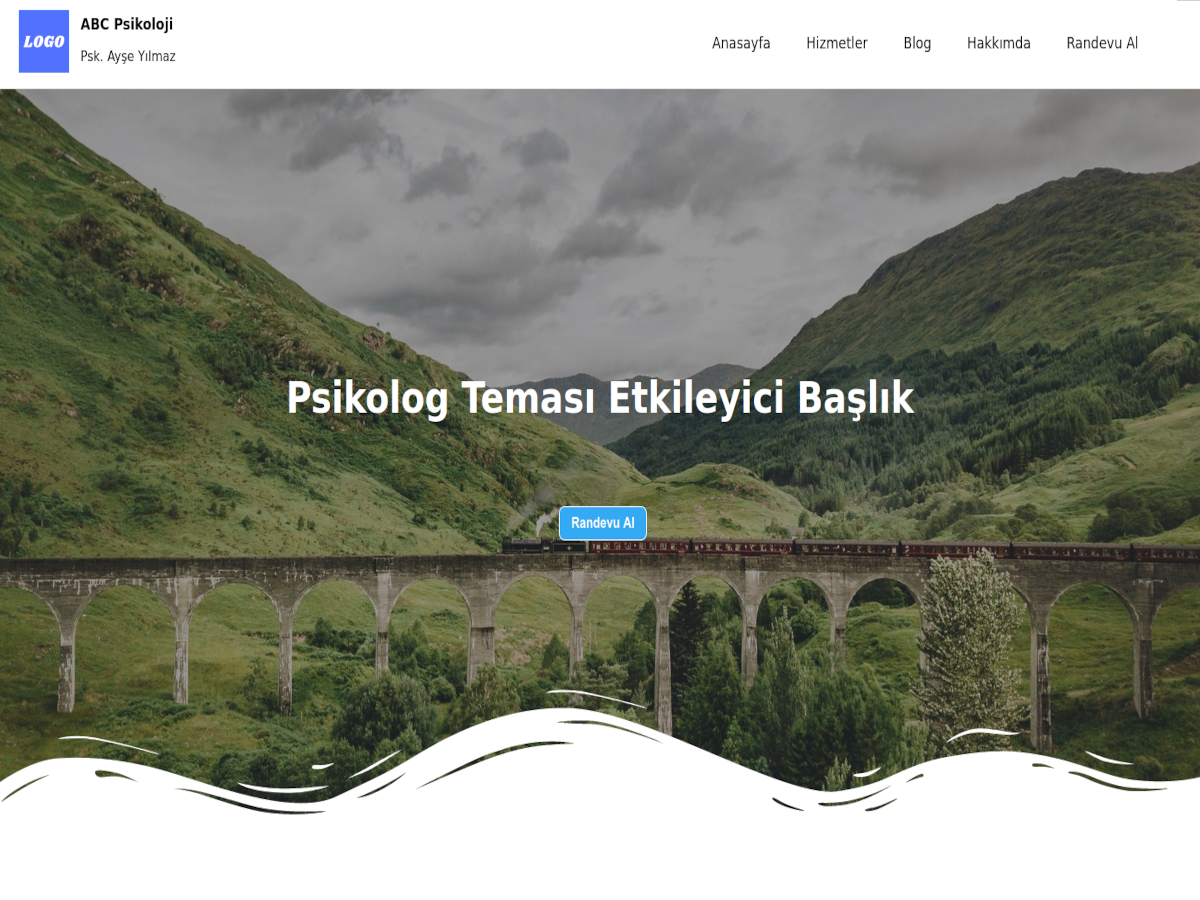 LOGO
ABC Psikoloji
Psk. Ayşe Yılmaz
Anasayfa Hizmetler Blog Hakkımda Randevu Al
Psikolog Teması Etkileyici Başlık
Randevu Al